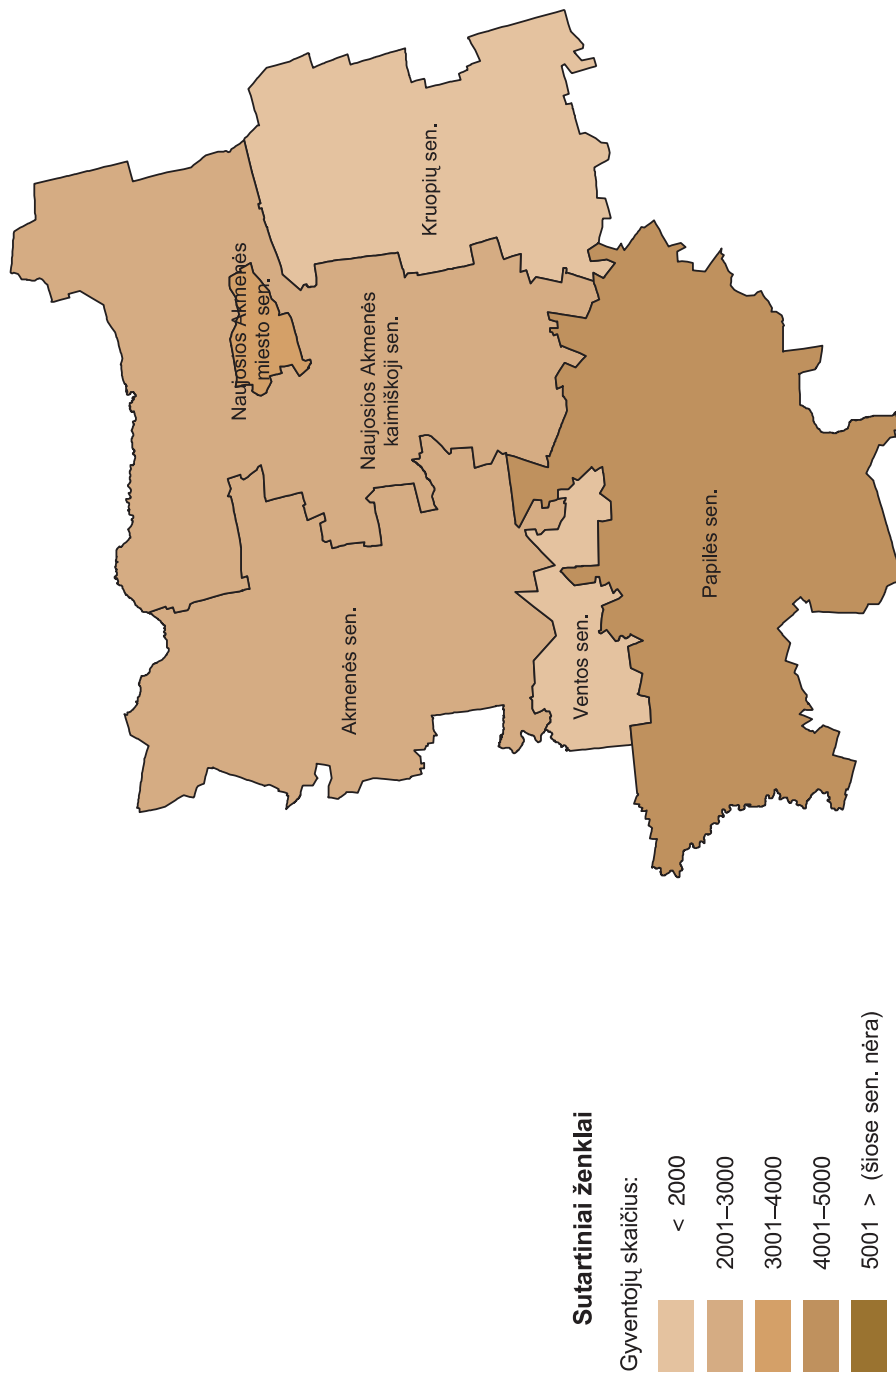 Naujosios Akmenės
miesto sen.
Kruopių sen.
Naujosios Akmenės
kaimiškoji sen.
Akmenės sen.
Ventos sen.
Papilės sen.
Sutartiniai ženklai
Gyventojų skaičius:
< 2000
2001–3000
3001–4000
4001–5000
5001 > (šiose sen. nėra)